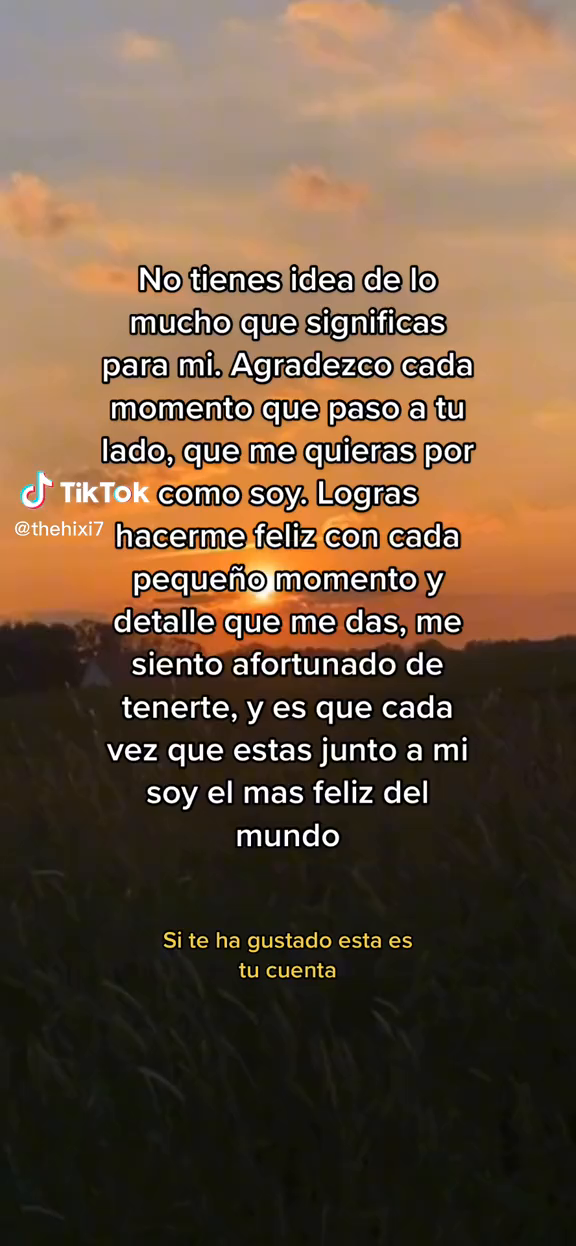 No tienes idea de lo
mucho que significas
para mi. Agradezco cada
momento que paso a tu
lado, que me quieras por
como soy. Logras
hacerme feliz con cada
pequeño momento y
detalle que me das, me
siento afortunado de
tenerte, y es que cada
vez que estas junto a mi
soy el mas feliz del
mundo
TikTok
@thehixi7
Si te ha gustado esta es
tu cuenta